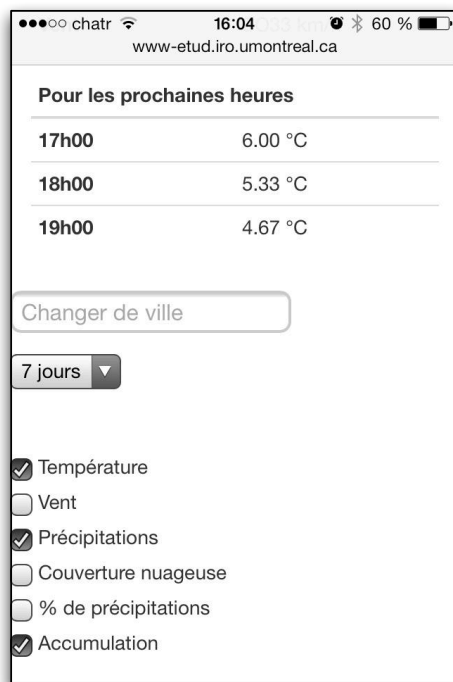 chatr 16:04 60 %
www-etud.iro.umontreal.ca
Pour les prochaines heures
17h00 6.00 °C
18h00 5.33 °C
19h00 4.67 °C
Changer de ville
7 jours
Température
Vent
Précipitations
Couverture nuageuse
% de précipitations
Accumulation